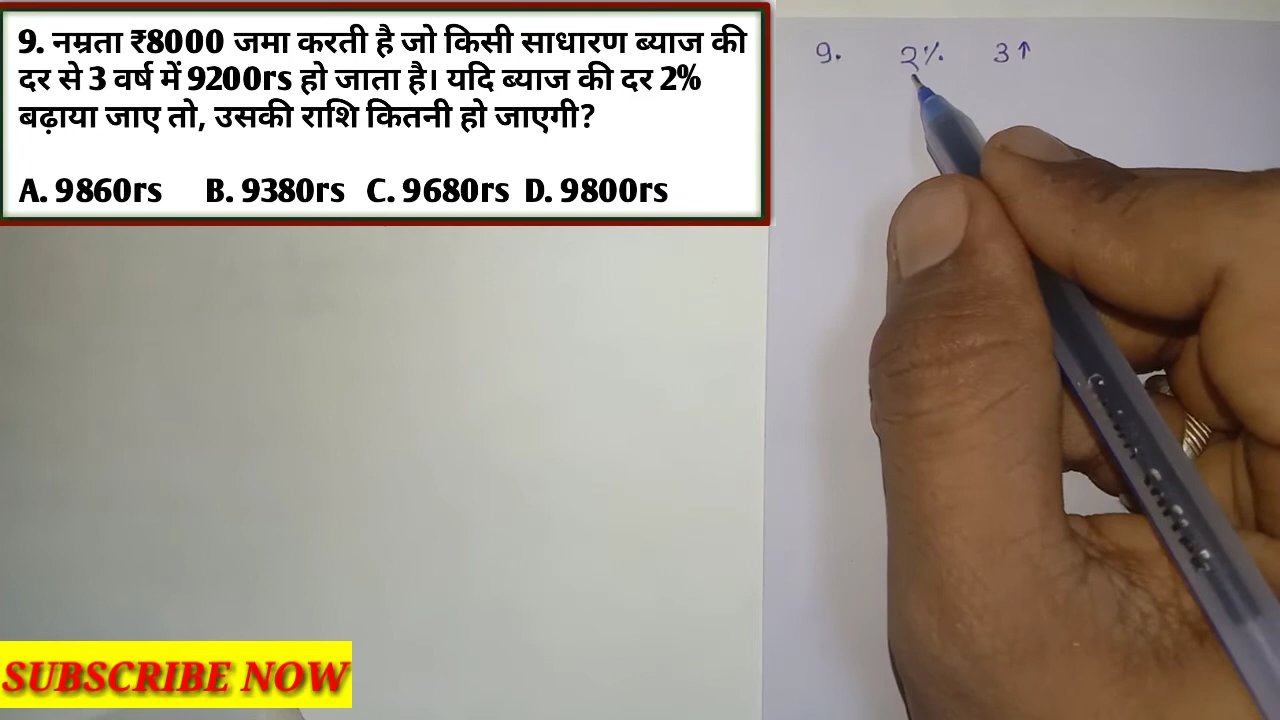 9. नम्रता ₹8000 जमा करती है जो किसी साधारण ब्याज की
दर से 3 वर्ष में 9200rs हो जाता है। यदि ब्याज की दर 2%
बढ़ाया जाए तो, उसकी राशि कितनी हो जाएगी?
A. 9860rs B. 9380rs C. 9680rs D. 9800rs
9. 2% 3↑
SUBSCRIBE NOW